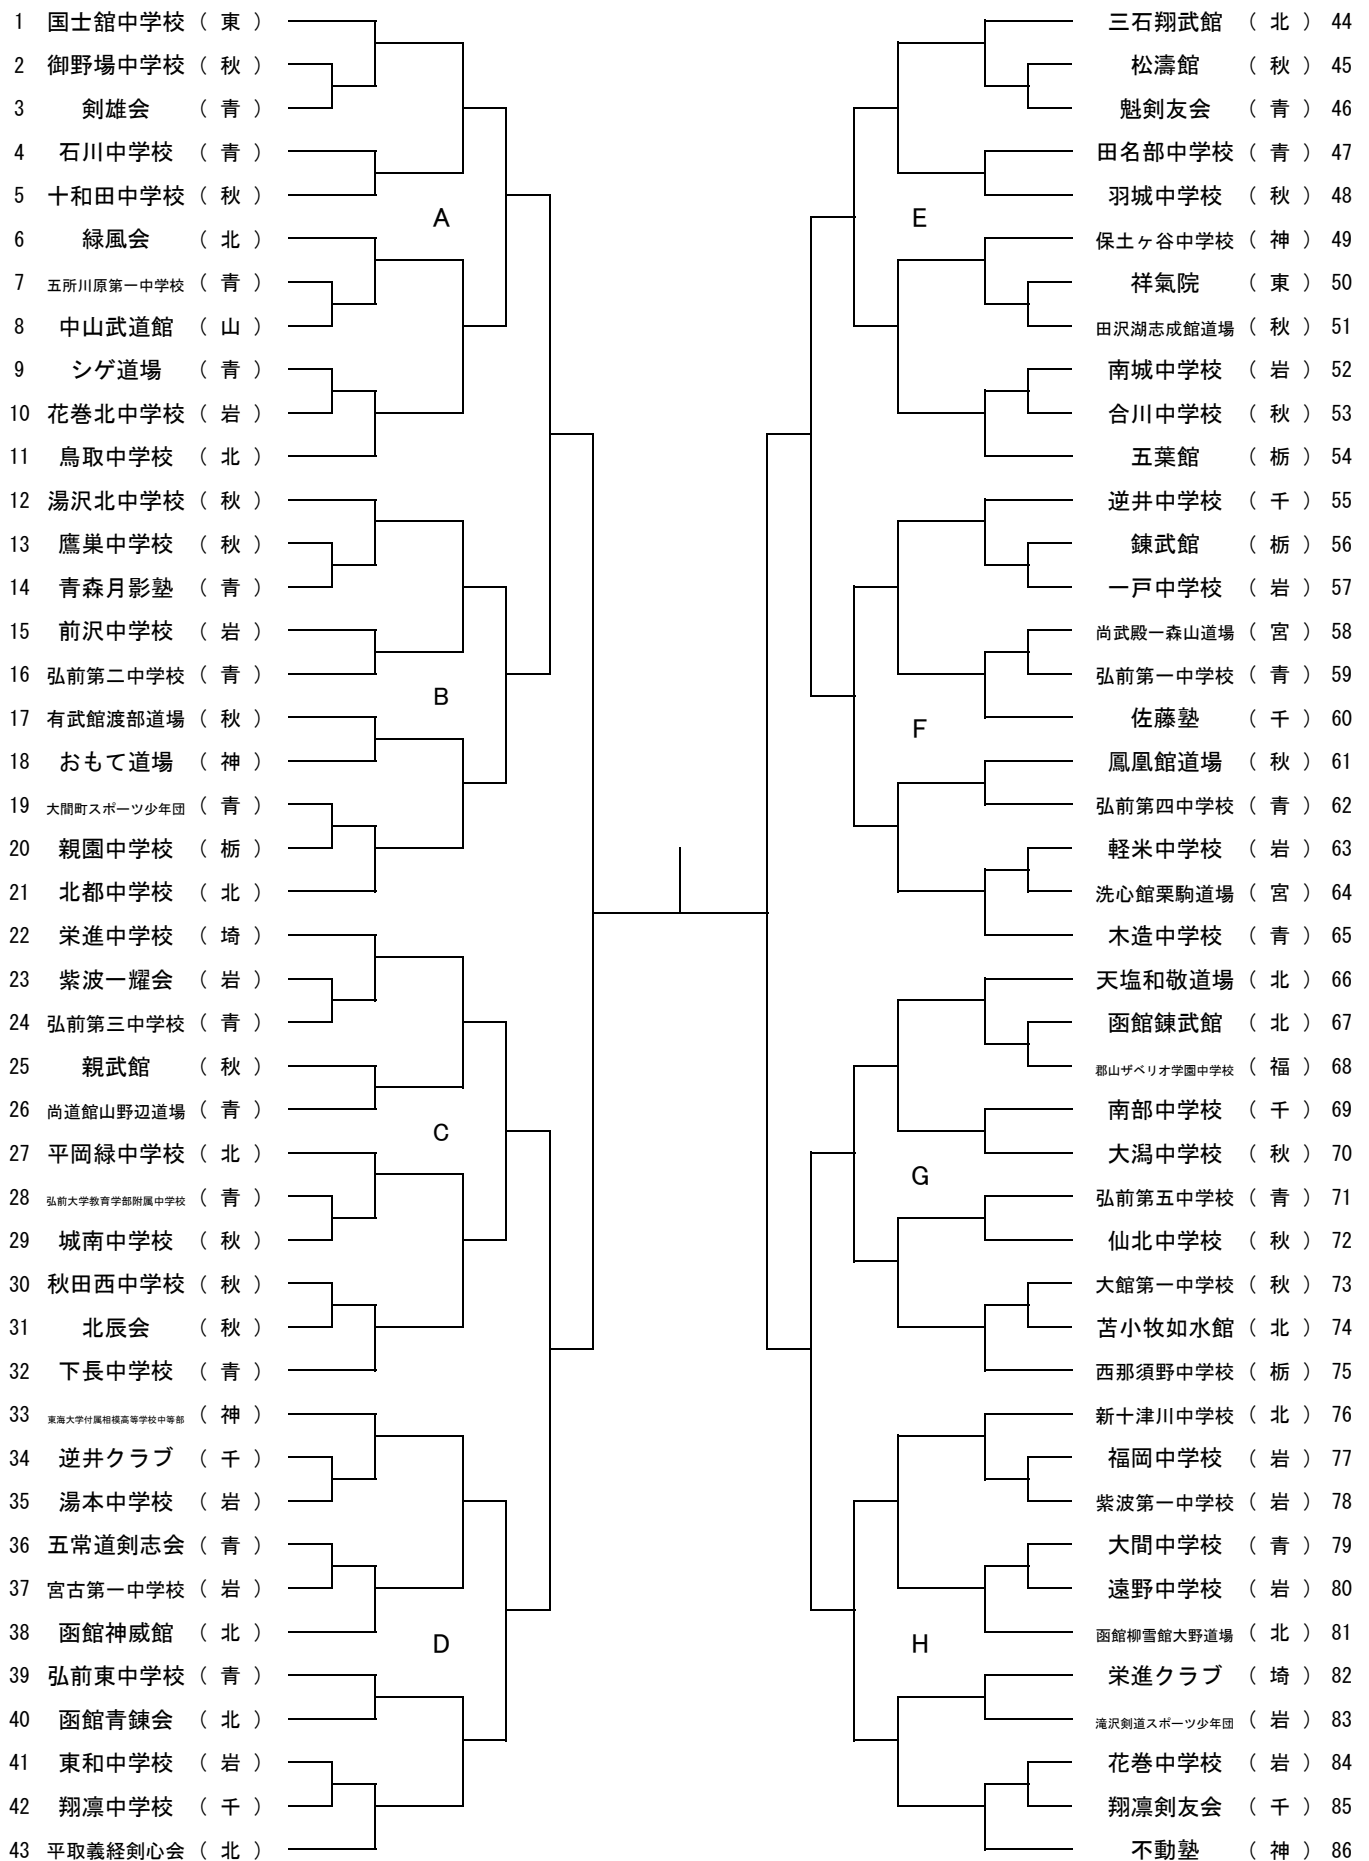 1 国士舘中学校 （ 東 ）
2 御野場中学校 （ 秋 ）
3 剣雄会 （ 青 ）
4 石川中学校 （ 青 ）
5 十和田中学校 （ 秋 ）
A
6 緑風会 （ 北 ）
7 五所川原第一中学校 （ 青 ）
8 中山武道館 （ 山 ）
9 シゲ道場 （ 青 ）
10 花巻北中学校 （ 岩 ）
11 鳥取中学校 （ 北 ）
12 湯沢北中学校 （ 秋 ）
13 鷹巣中学校 （ 秋 ）
14 青森月影塾 （ 青 ）
15 前沢中学校 （ 岩 ）
16 弘前第二中学校 （ 青 ）
B
17 有武館渡部道場 （ 秋 ）
18 おもて道場 （ 神 ）
19 大間町スポーツ少年団 （ 青 ）
20 親園中学校 （ 栃 ）
21 北都中学校 （ 北 ）
22 栄進中学校 （ 埼 ）
23 紫波一耀会 （ 岩 ）
24 弘前第三中学校 （ 青 ）
25 親武館 （ 秋 ）
26 尚道館山野辺道場 （ 青 ）
C
27 平岡緑中学校 （ 北 ）
28 弘前大学教育学部附属中学校 （ 青 ）
29 城南中学校 （ 秋 ）
30 秋田西中学校 （ 秋 ）
31 北辰会 （ 秋 ）
32 下長中学校 （ 青 ）
33 東海大学付属相模高等学校中等部 （ 神 ）
34 逆井クラブ （ 千 ）
35 湯本中学校 （ 岩 ）
36 五常道剣志会 （ 青 ）
37 宮古第一中学校 （ 岩 ）
38 函館神威館 （ 北 ）
D
39 弘前東中学校 （ 青 ）
40 函館青錬会 （ 北 ）
41 東和中学校 （ 岩 ）
42 翔凛中学校 （ 千 ）
43 平取義経剣心会 （ 北 ）
三石翔武館 （ 北 ） 44
松濤館 （ 秋 ） 45
魁剣友会 （ 青 ） 46
田名部中学校 （ 青 ） 47
羽城中学校 （ 秋 ） 48
E
保土ヶ谷中学校 （ 神 ） 49
祥氣院 （ 東 ） 50
田沢湖志成館道場 （ 秋 ） 51
南城中学校 （ 岩 ） 52
合川中学校 （ 秋 ） 53
五葉館 （ 栃 ） 54
逆井中学校 （ 千 ） 55
錬武館 （ 栃 ） 56
一戸中学校 （ 岩 ） 57
尚武殿一森山道場 （ 宮 ） 58
弘前第一中学校 （ 青 ） 59
佐藤塾 （ 千 ） 60
F
鳳凰館道場 （ 秋 ） 61
弘前第四中学校 （ 青 ） 62
軽米中学校 （ 岩 ） 63
洗心館栗駒道場 （ 宮 ） 64
木造中学校 （ 青 ） 65
天塩和敬道場 （ 北 ） 66
函館錬武館 （ 北 ） 67
郡山ザベリオ学園中学校 （ 福 ） 68
南部中学校 （ 千 ） 69
大潟中学校 （ 秋 ） 70
G
弘前第五中学校 （ 青 ） 71
仙北中学校 （ 秋 ） 72
大館第一中学校 （ 秋 ） 73
苫小牧如水館 （ 北 ） 74
西那須野中学校 （ 栃 ） 75
新十津川中学校 （ 北 ） 76
福岡中学校 （ 岩 ） 77
紫波第一中学校 （ 岩 ） 78
大間中学校 （ 青 ） 79
遠野中学校 （ 岩 ） 80
函館柳雪館大野道場 （ 北 ） 81
H
栄進クラブ （ 埼 ） 82
滝沢剣道スポーツ少年団 （ 岩 ） 83
花巻中学校 （ 岩 ） 84
翔凛剣友会 （ 千 ） 85
不動塾 （ 神 ） 86